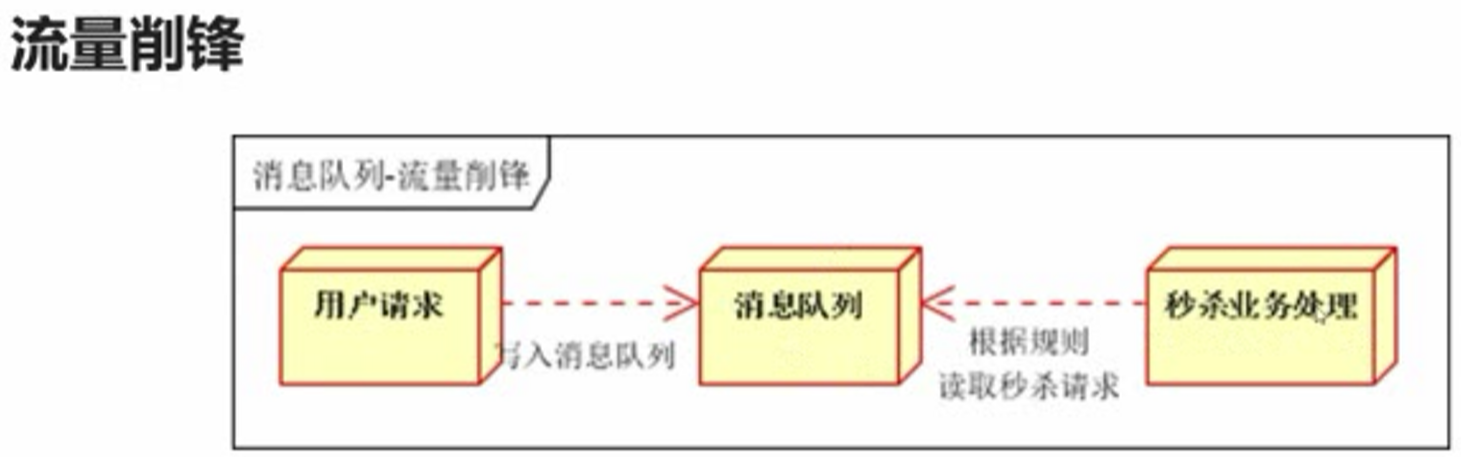 流量削锋
消息队列-流量削锋
用户请求
消息队列
秒杀业务处理
写入消息队列
根据规则
读取秒杀请求